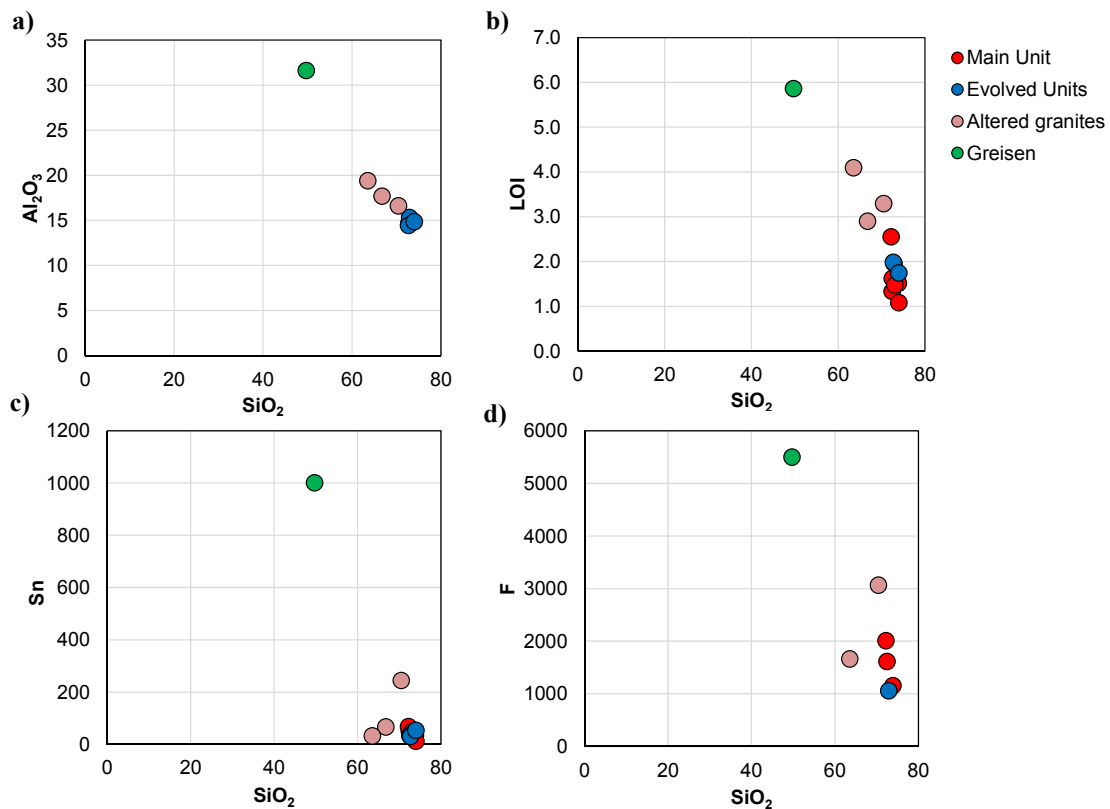 a)
35
30
25
20
15
10
5
0
Al₂O₃
0 20 40 60 80
SiO₂
b)
7.0
6.0
5.0
4.0
3.0
2.0
1.0
0.0
LOI
0 20 40 60 80
SiO₂
Main Unit
Evolved Units
Altered granites
Greisen
c)
1200
1000
800
600
400
200
0
Sn
0 20 40 60 80
SiO₂
d)
6000
5000
4000
3000
2000
1000
0
F
0 20 40 60 80
SiO₂